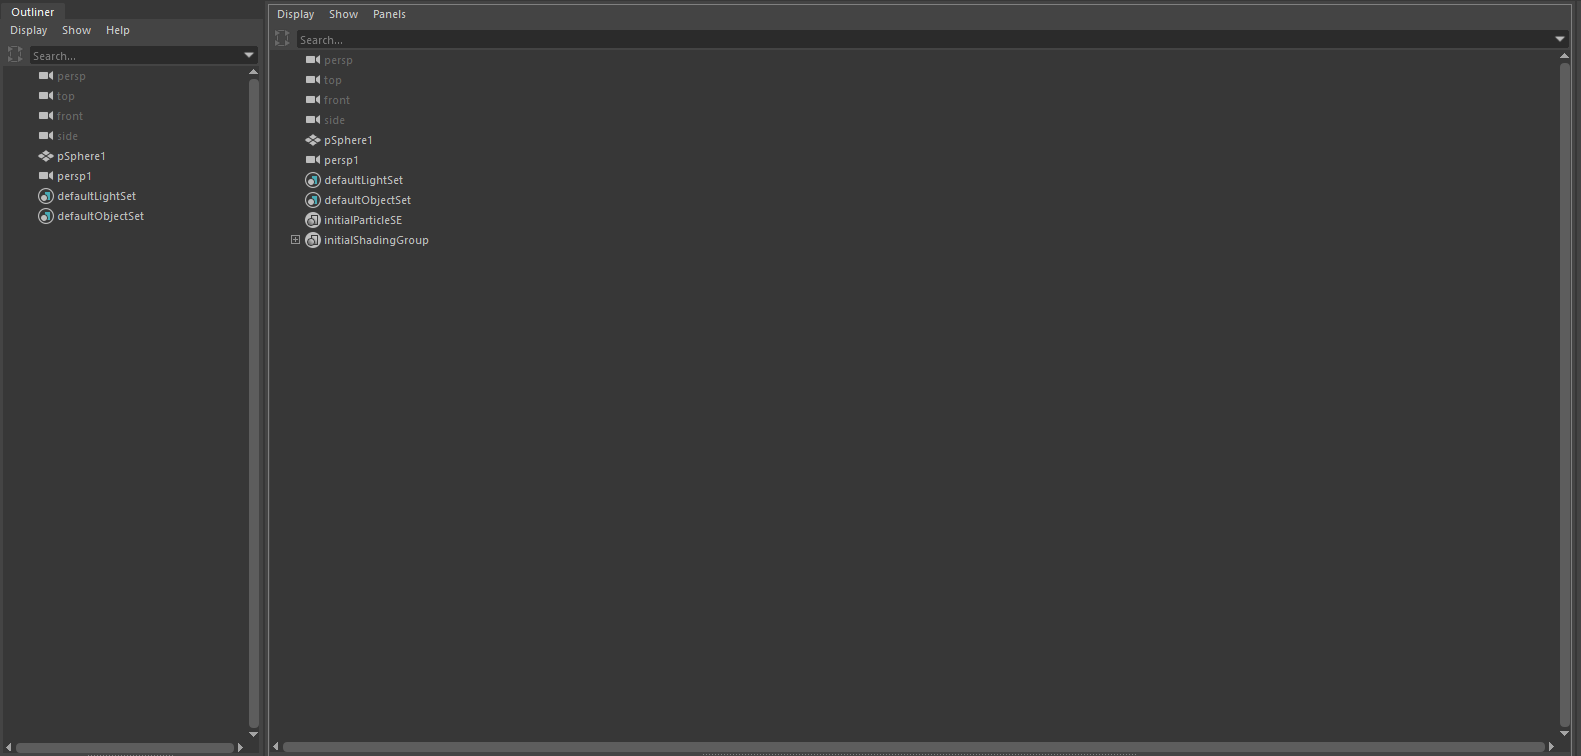 Outliner
Display Show Help
Search...
persp
top
front
side
pSphere1
persp1
defaultLightSet
defaultObjectSet
Display Show Panels
Search...
persp
top
front
side
pSphere1
persp1
defaultLightSet
defaultObjectSet
initialParticleSE
initialShadingGroup